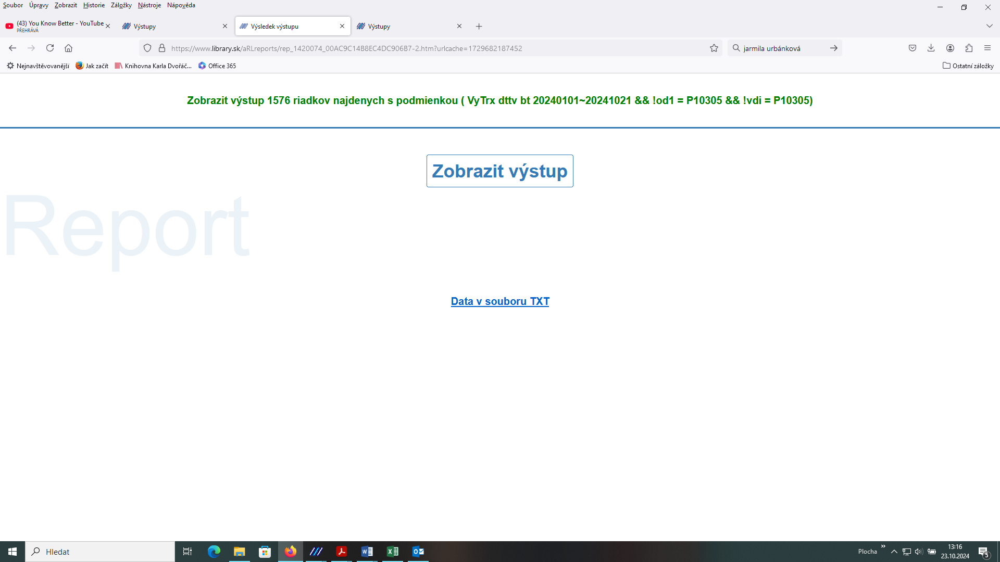 Soubor Úpravy Zobrazit Historie Záložky Nástroje Nápověda
(43) You Know Better - YouTube
PŘEHRÁVÁ
Výstupy
Výsledek výstupu
Výstupy
https://www.library.sk/aRLreports/rep_1420074_00AC9C14B8EC4DC906B7-2.htm?urlcache=1729682187452
jarmila urbánková
Nejnavštěvovanější Jak začít Knihovna Karla Dvořáč... Office 365 Ostatní záložky
Zobrazit výstup 1576 riadkov najdenych s podmienkou ( VyTrx dttv bt 20240101~20241021 && !od1 = P10305 && !vdi = P10305)
Zobrazit výstup
Report
Data v souboru TXT
Hledat
Plocha
13:16
23.10.2024
5